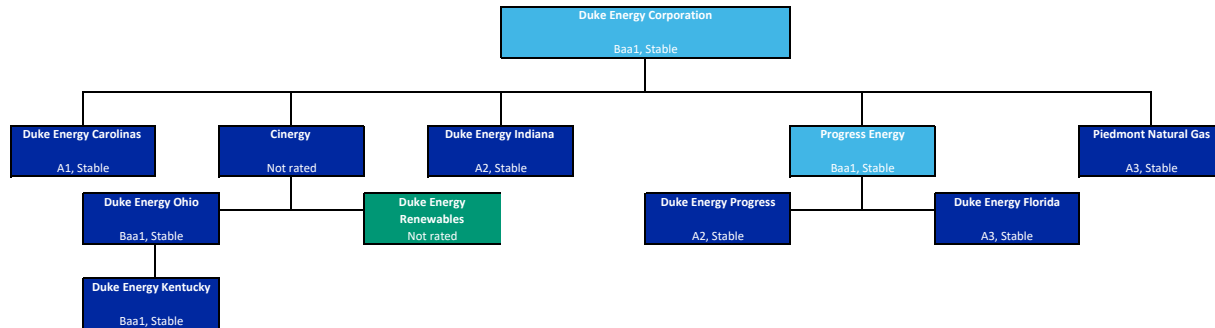 Duke Energy Corporation
Baa1, Stable
Duke Energy Carolinas
A1, Stable
Cinergy
Not rated
Duke Energy Indiana
A2, Stable
Progress Energy
Baa1, Stable
Piedmont Natural Gas
A3, Stable
Duke Energy Ohio
Baa1, Stable
Duke Energy
Renewables
Not rated
Duke Energy Progress
A2, Stable
Duke Energy Florida
A3, Stable
Duke Energy Kentucky
Baa1, Stable